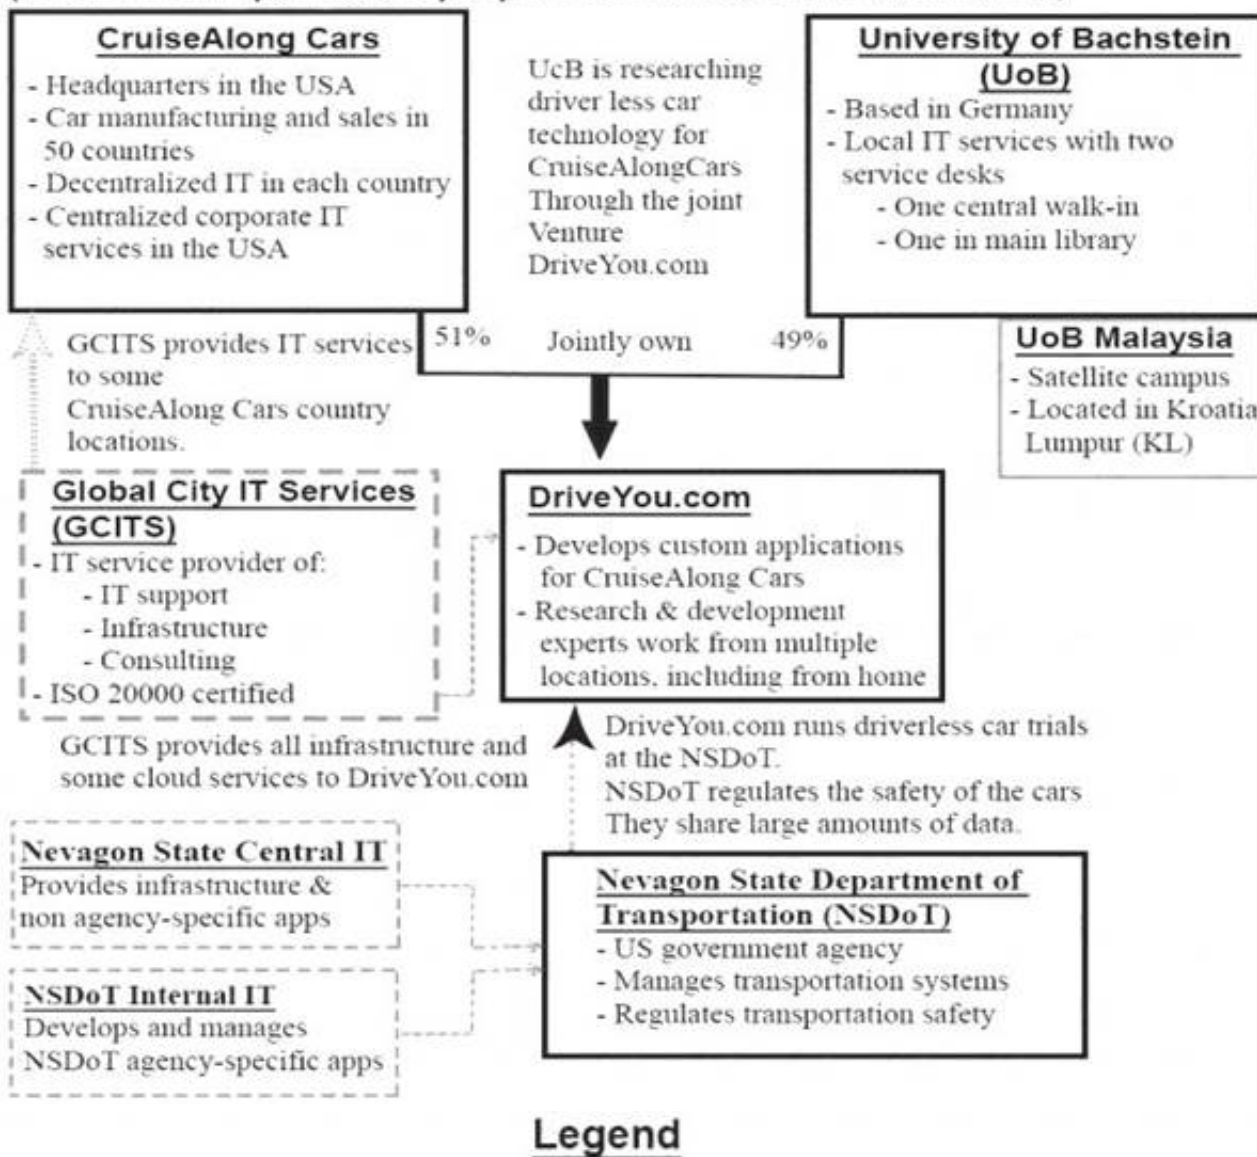 CruiseAlong Cars
- Headquarters in the USA
- Car manufacturing and sales in
50 countries
- Decentralized IT in each country
- Centralized corporate IT
services in the USA
UcB is researching
driver less car
technology for
CruiseAlongCars
Through the joint
Venture
DriveYou.com
University of Bachstein
(UoB)
- Based in Germany
- Local IT services with two
service desks
- One central walk-in
- One in main library
51% Jointly own 49%
GCITS provides IT services
to some
CruiseAlong Cars country
locations.
UoB Malaysia
- Satellite campus
- Located in Kroatia
Lumpur (KL)
Global City IT Services
(GCITS)
- IT service provider of:
- IT support
- Infrastructure
- Consulting
- ISO 20000 certified
DriveYou.com
- Develops custom applications
for CruiseAlong Cars
- Research & development
experts work from multiple
locations, including from home
GCITS provides all infrastructure and
some cloud services to DriveYou.com
DriveYou.com runs driverless car trials
at the NSDoT.
NSDoT regulates the safety of the cars
They share large amounts of data.
Nevagon State Central IT
Provides infrastructure &
non agency-specific apps
NSDoT Internal IT
Develops and manages
NSDoT agency-specific apps
Nevagon State Department of
Transportation (NSDoT)
- US government agency
- Manages transportation systems
- Regulates transportation safety
Legend